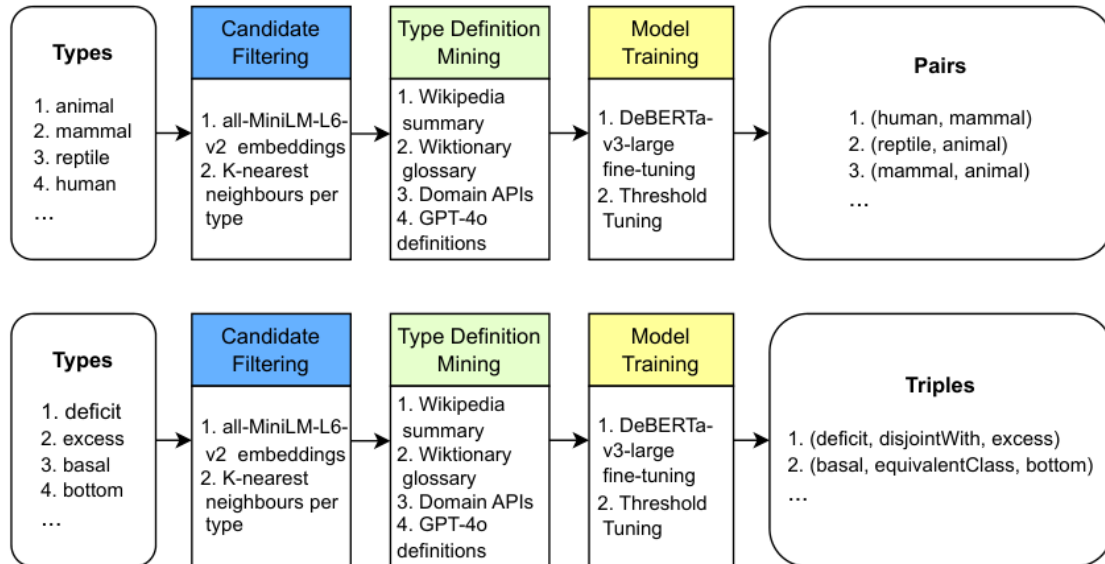 Types
1. animal
2. mammal
3. reptile
4. human
...
Candidate
Filtering
1. all-MiniLM-L6-
v2 embeddings
2. K-nearest
neighbours per
type
Type Definition
Mining
1. Wikipedia
summary
2. Wiktionary
glossary
3. Domain APIs
4. GPT-4o
definitions
Model
Training
1. DeBERTa-
v3-large
fine-tuning
2. Threshold
Tuning
Pairs
1. (human, mammal)
2. (reptile, animal)
3. (mammal, animal)
...
Types
1. deficit
2. excess
3. basal
4. bottom
...
Candidate
Filtering
1. all-MiniLM-L6-
v2 embeddings
2. K-nearest
neighbours per
type
Type Definition
Mining
1. Wikipedia
summary
2. Wiktionary
glossary
3. Domain APIs
4. GPT-4o
definitions
Model
Training
1. DeBERTa-
v3-large
fine-tuning
2. Threshold
Tuning
Triples
1. (deficit, disjointWith, excess)
2. (basal, equivalentClass, bottom)
...